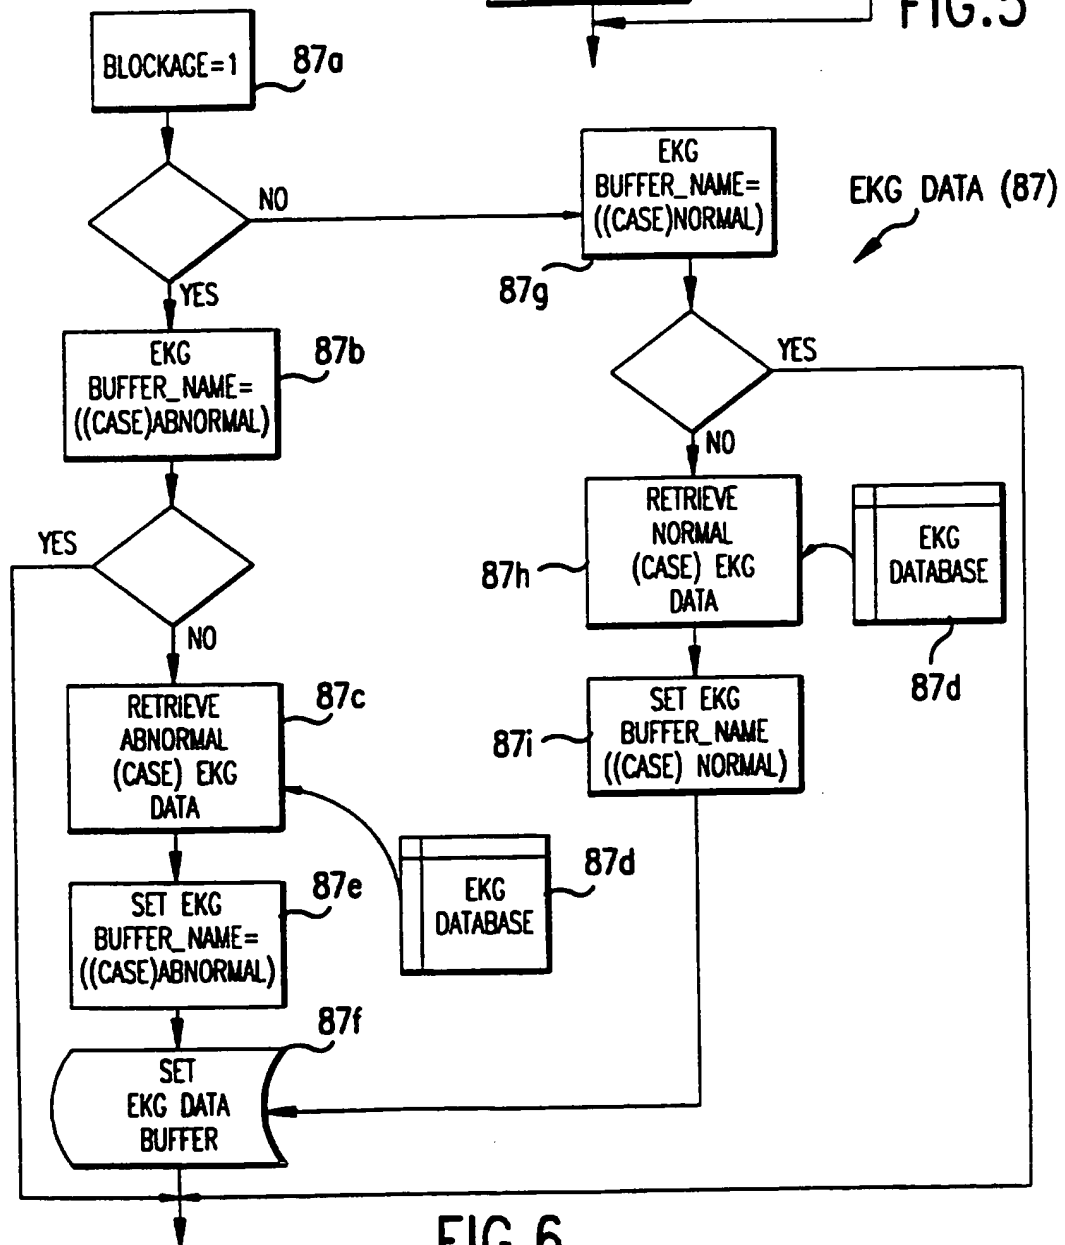 FIG.5
BLOCKAGE=1
87a
NO
YES
EKG
BUFFER_NAME=
((CASE)NORMAL)
87g
EKG DATA (87)
EKG
BUFFER_NAME=
((CASE)ABNORMAL)
87b
YES
NO
YES
NO
RETRIEVE
NORMAL
(CASE) EKG
DATA
87h
EKG
DATABASE
87d
RETRIEVE
ABNORMAL
(CASE) EKG
DATA
87c
SET EKG
BUFFER_NAME
((CASE) NORMAL)
87i
EKG
DATABASE
87d
SET EKG
BUFFER_NAME=
((CASE)ABNORMAL)
87e
SET
EKG DATA
BUFFER
87f
FIG.6